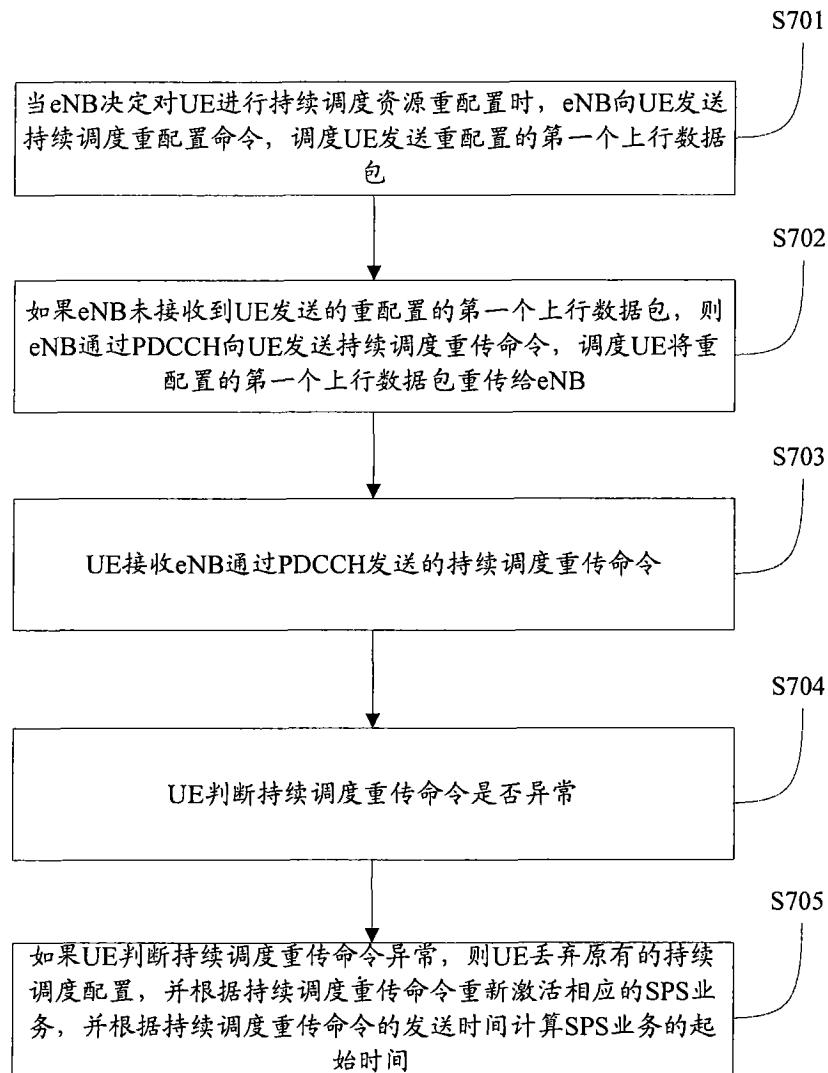 S701
当eNB决定对UE进行持续调度资源重配置时，eNB向UE发送
持续调度重配置命令，调度UE发送重配置的第一个上行数据
包
S702
如果eNB未接收到UE发送的重配置的第一个上行数据包，则
eNB通过PDCCH向UE发送持续调度重传命令，调度UE将重
配置的第一个上行数据包重传给eNB
S703
UE接收eNB通过PDCCH发送的持续调度重传命令
S704
UE判断持续调度重传命令是否异常
S705
如果UE判断持续调度重传命令异常，则UE丢弃原有的持续
调度配置，并根据持续调度重传命令重新激活相应的SPS业
务，并根据持续调度重传命令的发送时间计算SPS业务的起
始时间